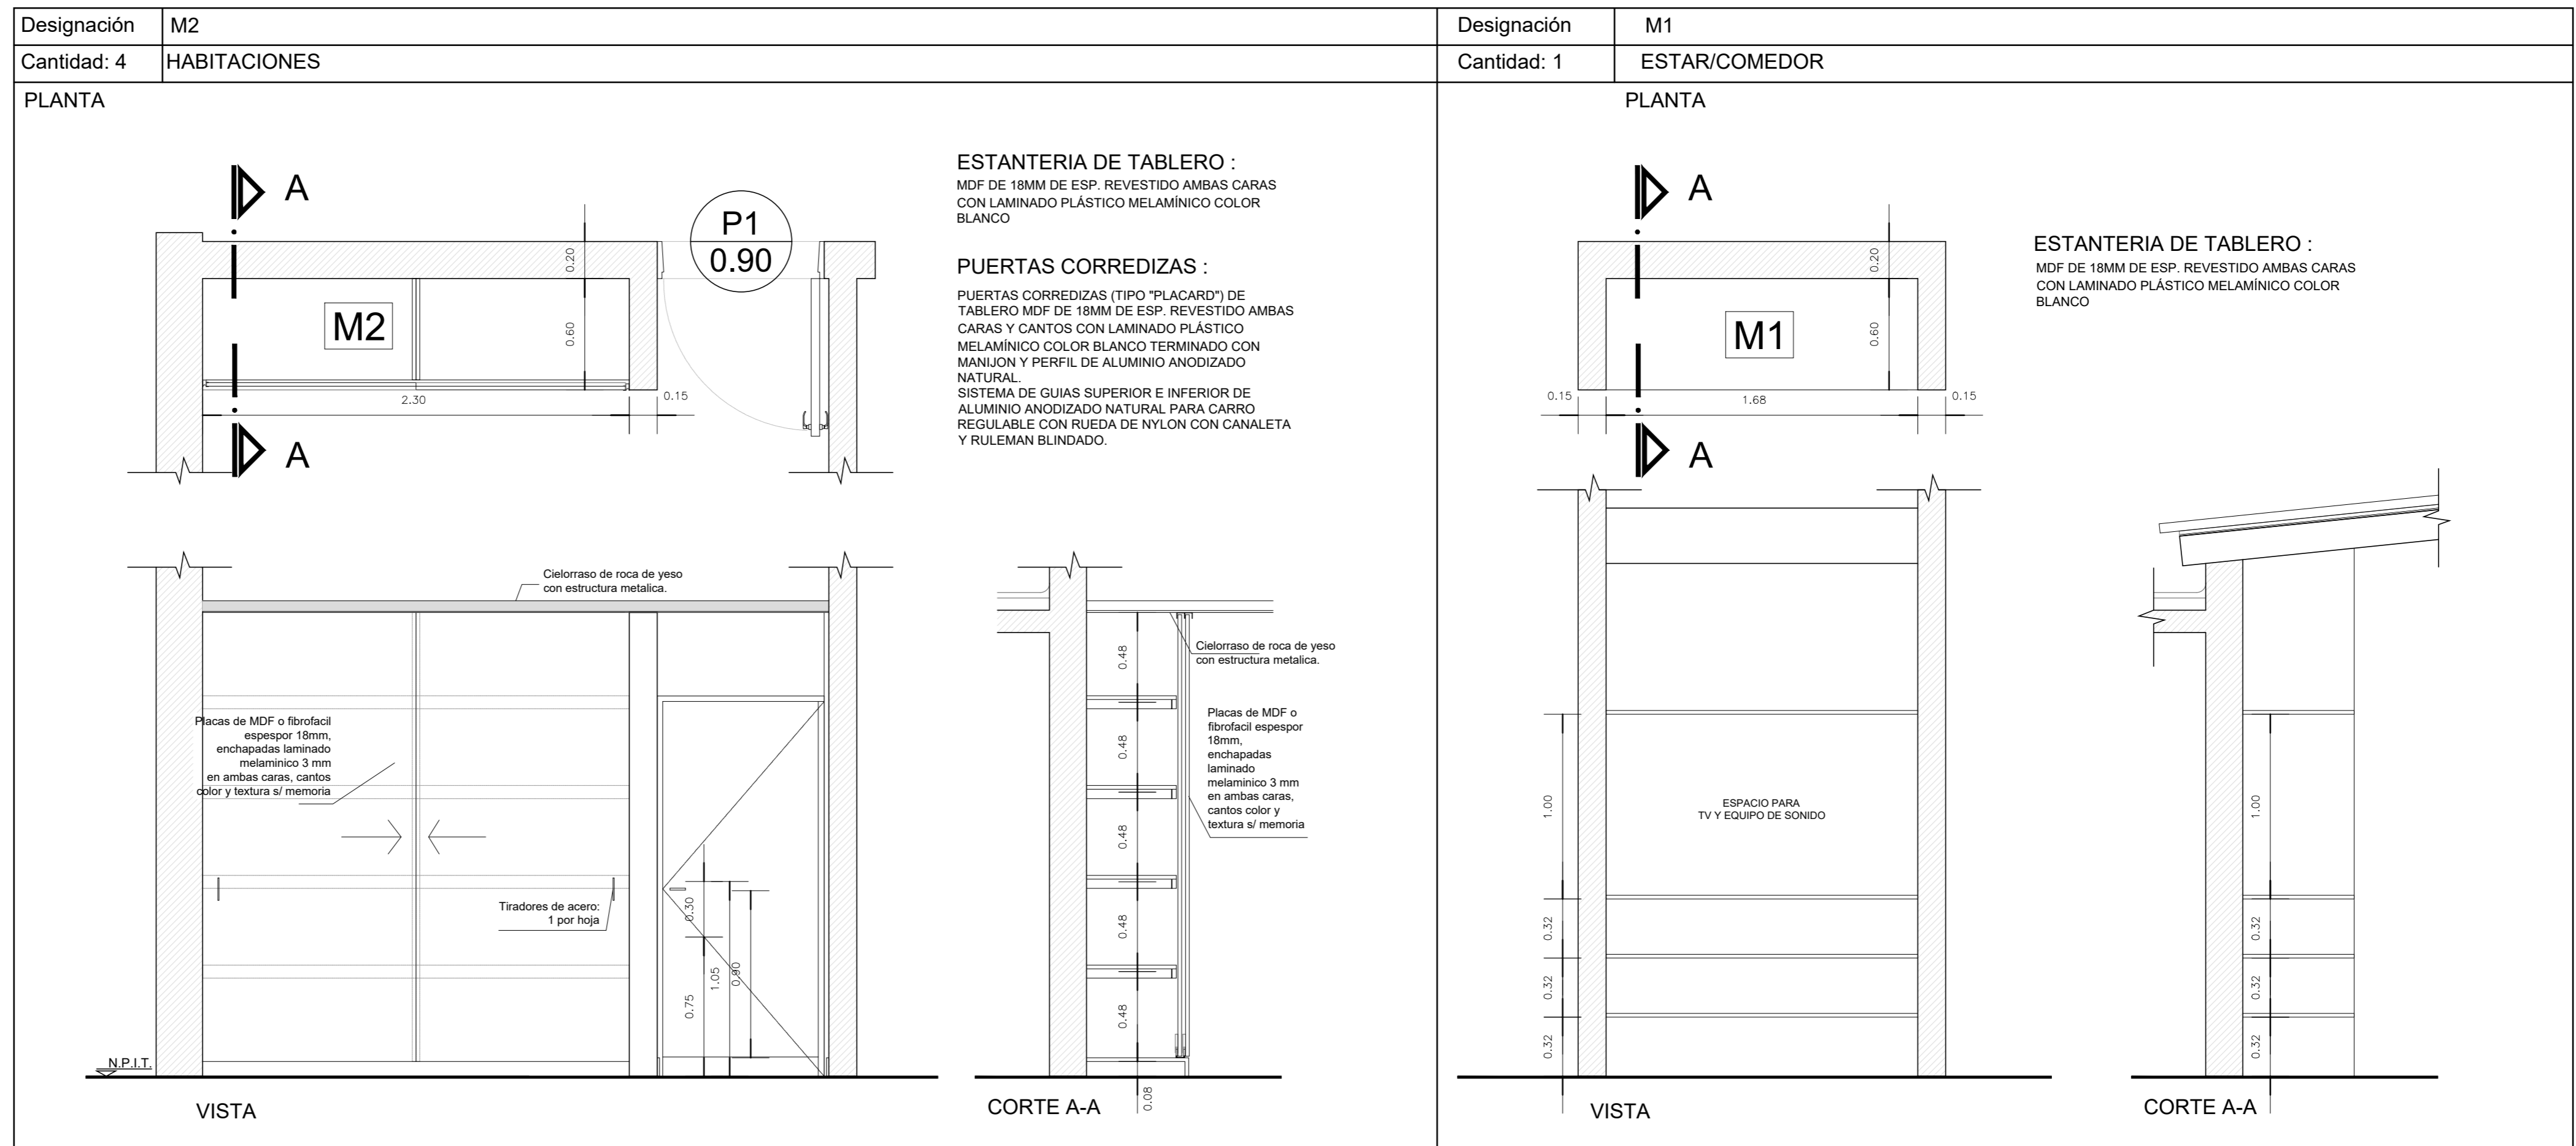 Designación M2
Cantidad: 4 HABITACIONES
PLANTA
A
A
M2
P1
0.90
0.20
0.60
2.30
0.15
ESTANTERIA DE TABLERO :
MDF DE 18MM DE ESP. REVESTIDO AMBAS CARAS
CON LAMINADO PLÁSTICO MELAMÍNICO COLOR
BLANCO
PUERTAS CORREDIZAS :
PUERTAS CORREDIZAS (TIPO "PLACARD") DE
TABLERO MDF DE 18MM DE ESP. REVESTIDO AMBAS
CARAS Y CANTOS CON LAMINADO PLÁSTICO
MELAMÍNICO COLOR BLANCO TERMINADO CON
MANIJON Y PERFIL DE ALUMINIO ANODIZADO
NATURAL.
SISTEMA DE GUIAS SUPERIOR E INFERIOR DE
ALUMINIO ANODIZADO NATURAL PARA CARRO
REGULABLE CON RUEDA DE NYLON CON CANALETA
Y RULEMAN BLINDADO.
Cielorraso de roca de yeso
con estructura metalica.
Placas de MDF o fibrofacil
espespor 18mm,
enchapadas laminado
melaminico 3 mm
en ambas caras, cantos
color y textura s/ memoria
Tiradores de acero:
1 por hoja
0.30
0.75
1.05
0.90
N.P.I.T.
VISTA
0.48
0.48
0.48
0.48
0.48
0.08
Cielorraso de roca de yeso
con estructura metalica.
Placas de MDF o
fibrofacil espespor
18mm,
enchapadas
laminado
melaminico 3 mm
en ambas caras,
cantos color y
textura s/ memoria
CORTE A-A
Designación M1
Cantidad: 1 ESTAR/COMEDOR
PLANTA
A
A
M1
0.20
0.60
0.15
1.68
0.15
ESTANTERIA DE TABLERO :
MDF DE 18MM DE ESP. REVESTIDO AMBAS CARAS
CON LAMINADO PLÁSTICO MELAMÍNICO COLOR
BLANCO
ESPACIO PARA
TV Y EQUIPO DE SONIDO
1.00
0.32
0.32
0.32
VISTA
1.00
0.32
0.32
0.32
CORTE A-A